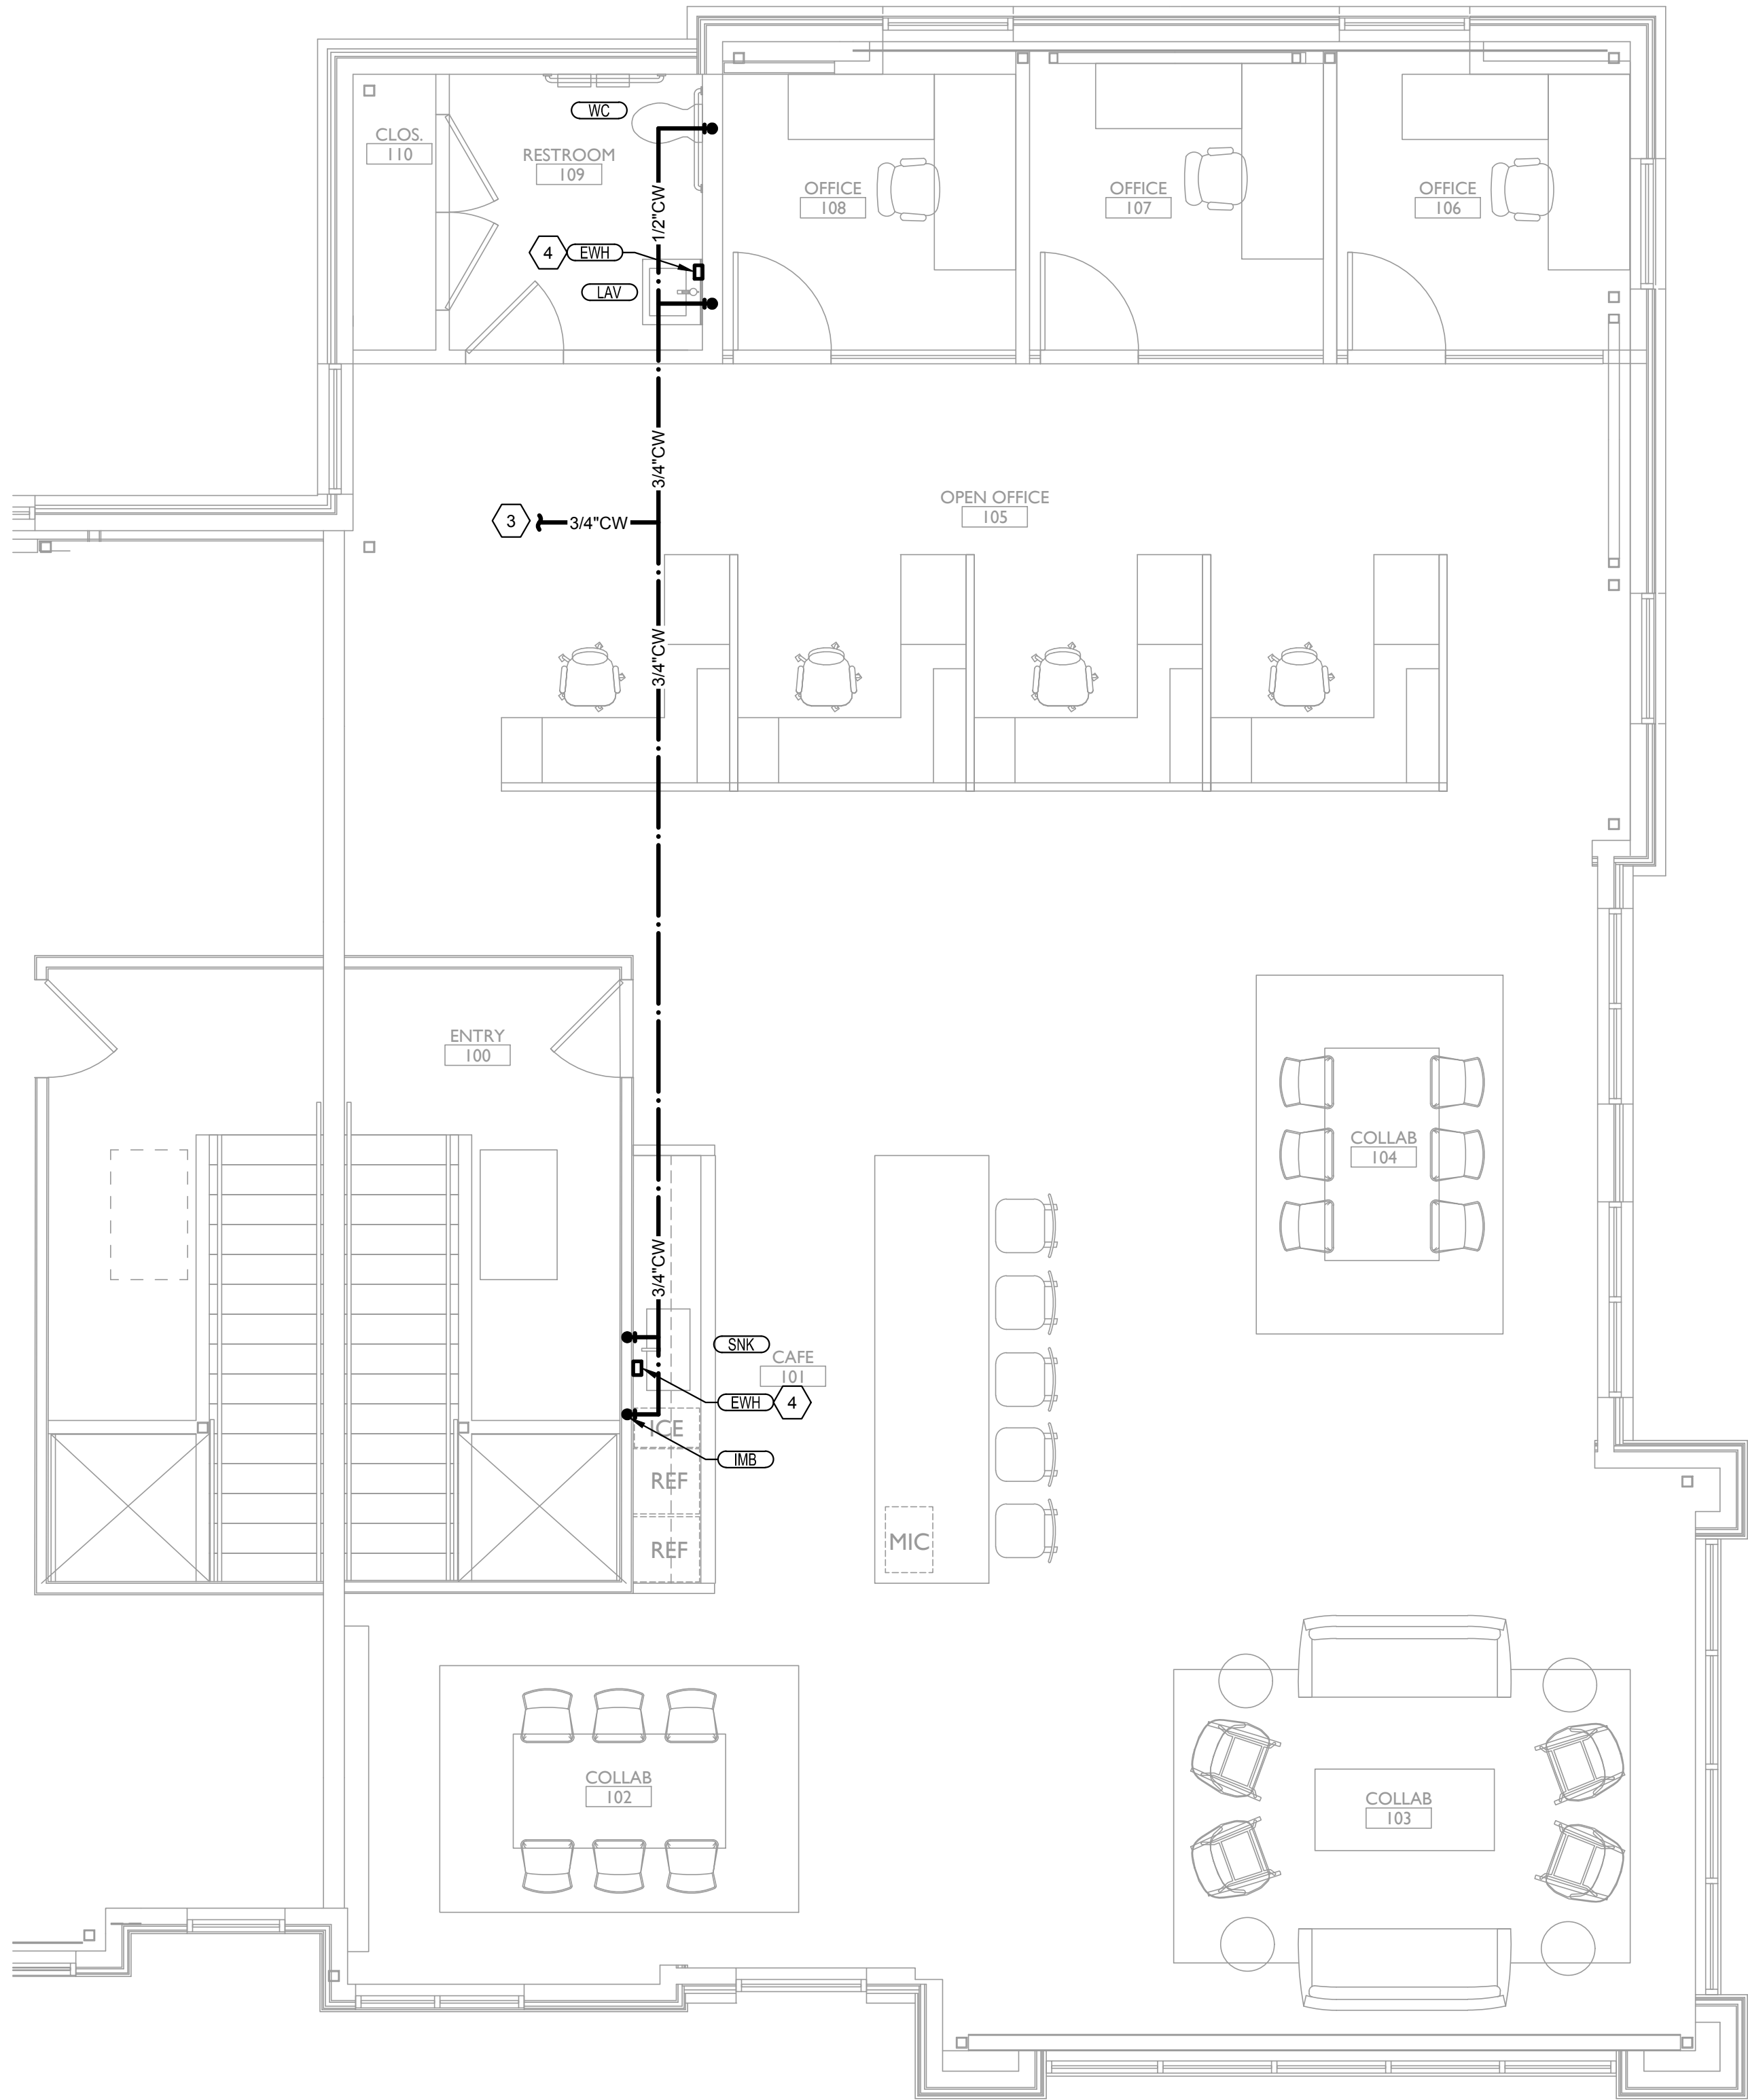 WC
CLOS.
110
RESTROOM
109
OFFICE
108
OFFICE
107
OFFICE
106
1/2"CW
4
EWH
LAV
3/4"CW
OPEN OFFICE
105
3
3/4"CW
3/4"CW
ENTRY
100
COLLAB
104
3/4"CW
SNK
CAFE
101
EWH
4
ICE
IMB
REF
MIC
REF
COLLAB
102
COLLAB
103